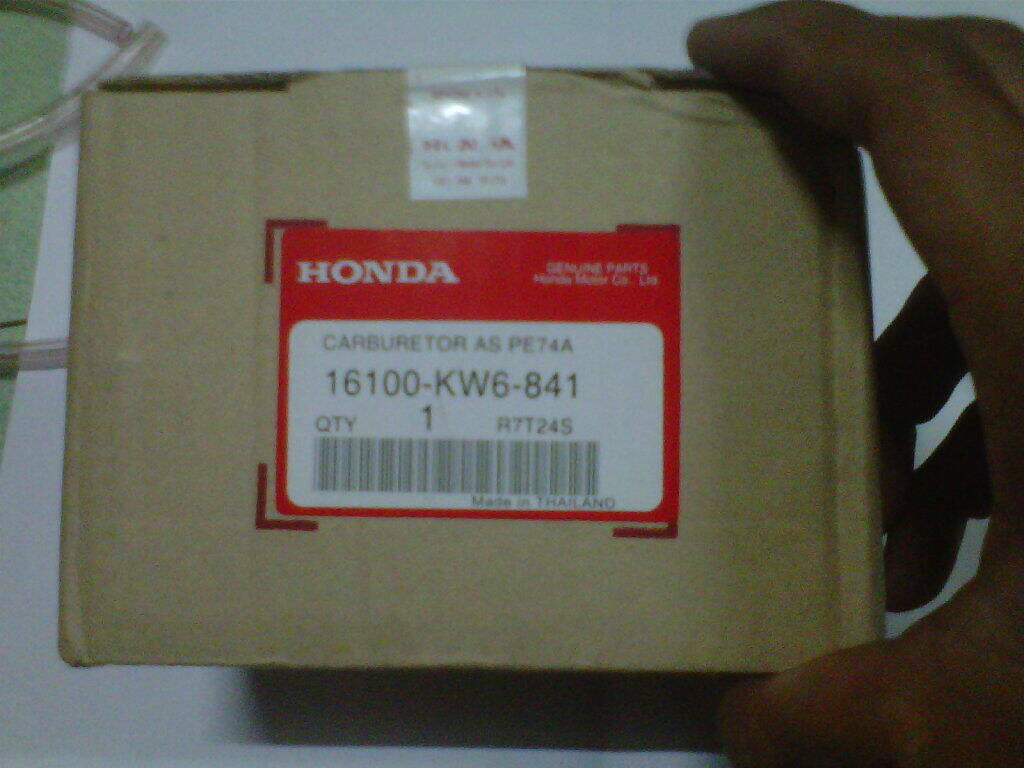 HONDA
HONDA
GENUINE PARTS
Honda Motor Co., Ltd.
CARBURETOR AS PE74A
16100-KW6-841
QTY 1 R7T24S
Made in THAILAND